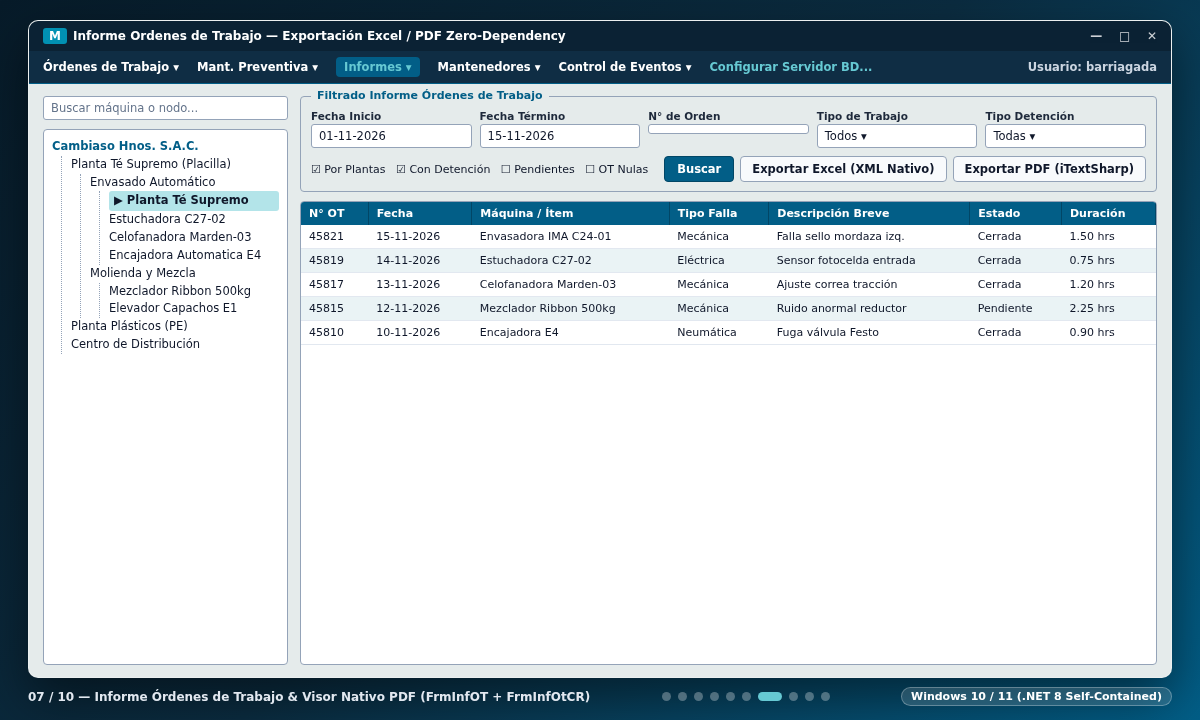 M Informe Ordenes de Trabajo — Exportación Excel / PDF Zero-Dependency — □ ✕
Órdenes de Trabajo ▾ Mant. Preventiva ▾ Informes ▾ Mantenedores ▾ Control de Eventos ▾ Configurar Servidor BD... Usuario: barriagada
Buscar máquina o nodo...
Cambiaso Hnos. S.A.C.
Planta Té Supremo (Placilla)
Envasado Automático
▶ Planta Té Supremo
Estuchadora C27-02
Celofanadora Marden-03
Encajadora Automatica E4
Molienda y Mezcla
Mezclador Ribbon 500kg
Elevador Capachos E1
Planta Plásticos (PE)
Centro de Distribución
Filtrado Informe Órdenes de Trabajo
Fecha Inicio Fecha Término N° de Orden Tipo de Trabajo Tipo Detención
01-11-2026 15-11-2026 Todos ▾ Todas ▾
☑ Por Plantas ☑ Con Detención ☐ Pendientes ☐ OT Nulas Buscar Exportar Excel (XML Nativo) Exportar PDF (iTextSharp)
N° OT Fecha Máquina / Ítem Tipo Falla Descripción Breve Estado Duración
45821 15-11-2026 Envasadora IMA C24-01 Mecánica Falla sello mordaza izq. Cerrada 1.50 hrs
45819 14-11-2026 Estuchadora C27-02 Eléctrica Sensor fotocelda entrada Cerrada 0.75 hrs
45817 13-11-2026 Celofanadora Marden-03 Mecánica Ajuste correa tracción Cerrada 1.20 hrs
45815 12-11-2026 Mezclador Ribbon 500kg Mecánica Ruido anormal reductor Pendiente 2.25 hrs
45810 10-11-2026 Encajadora E4 Neumática Fuga válvula Festo Cerrada 0.90 hrs
07 / 10 — Informe Órdenes de Trabajo & Visor Nativo PDF (FrmInfOT + FrmInfOtCR) Windows 10 / 11 (.NET 8 Self-Contained)